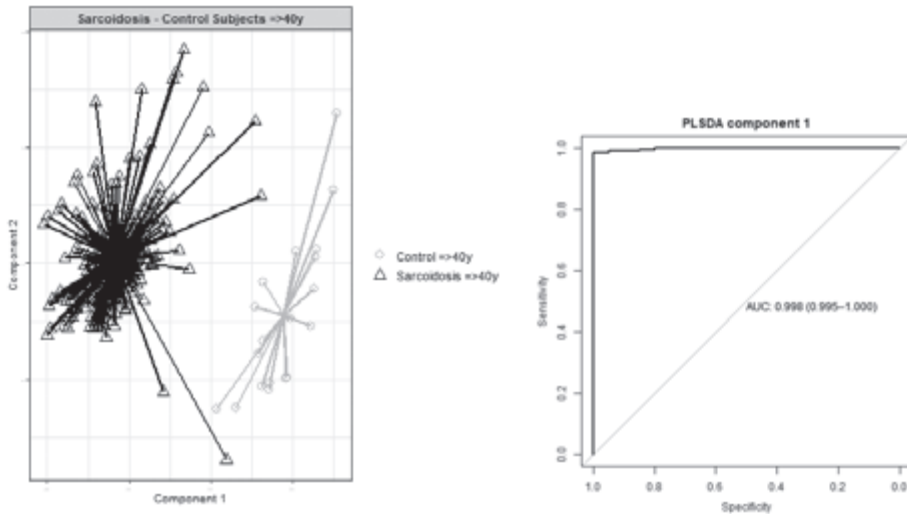 Sarcoidosis - Control Subjects =>40y
Component 2
Component 1
Control =>40y
Sarcoidosis =>40y
PLSDA component 1
Sensitivity
1.0
0.8
0.6
0.4
0.2
0.0
AUC: 0.998 (0.995–1.000)
1.0 0.8 0.6 0.4 0.2 0.0
Specificity